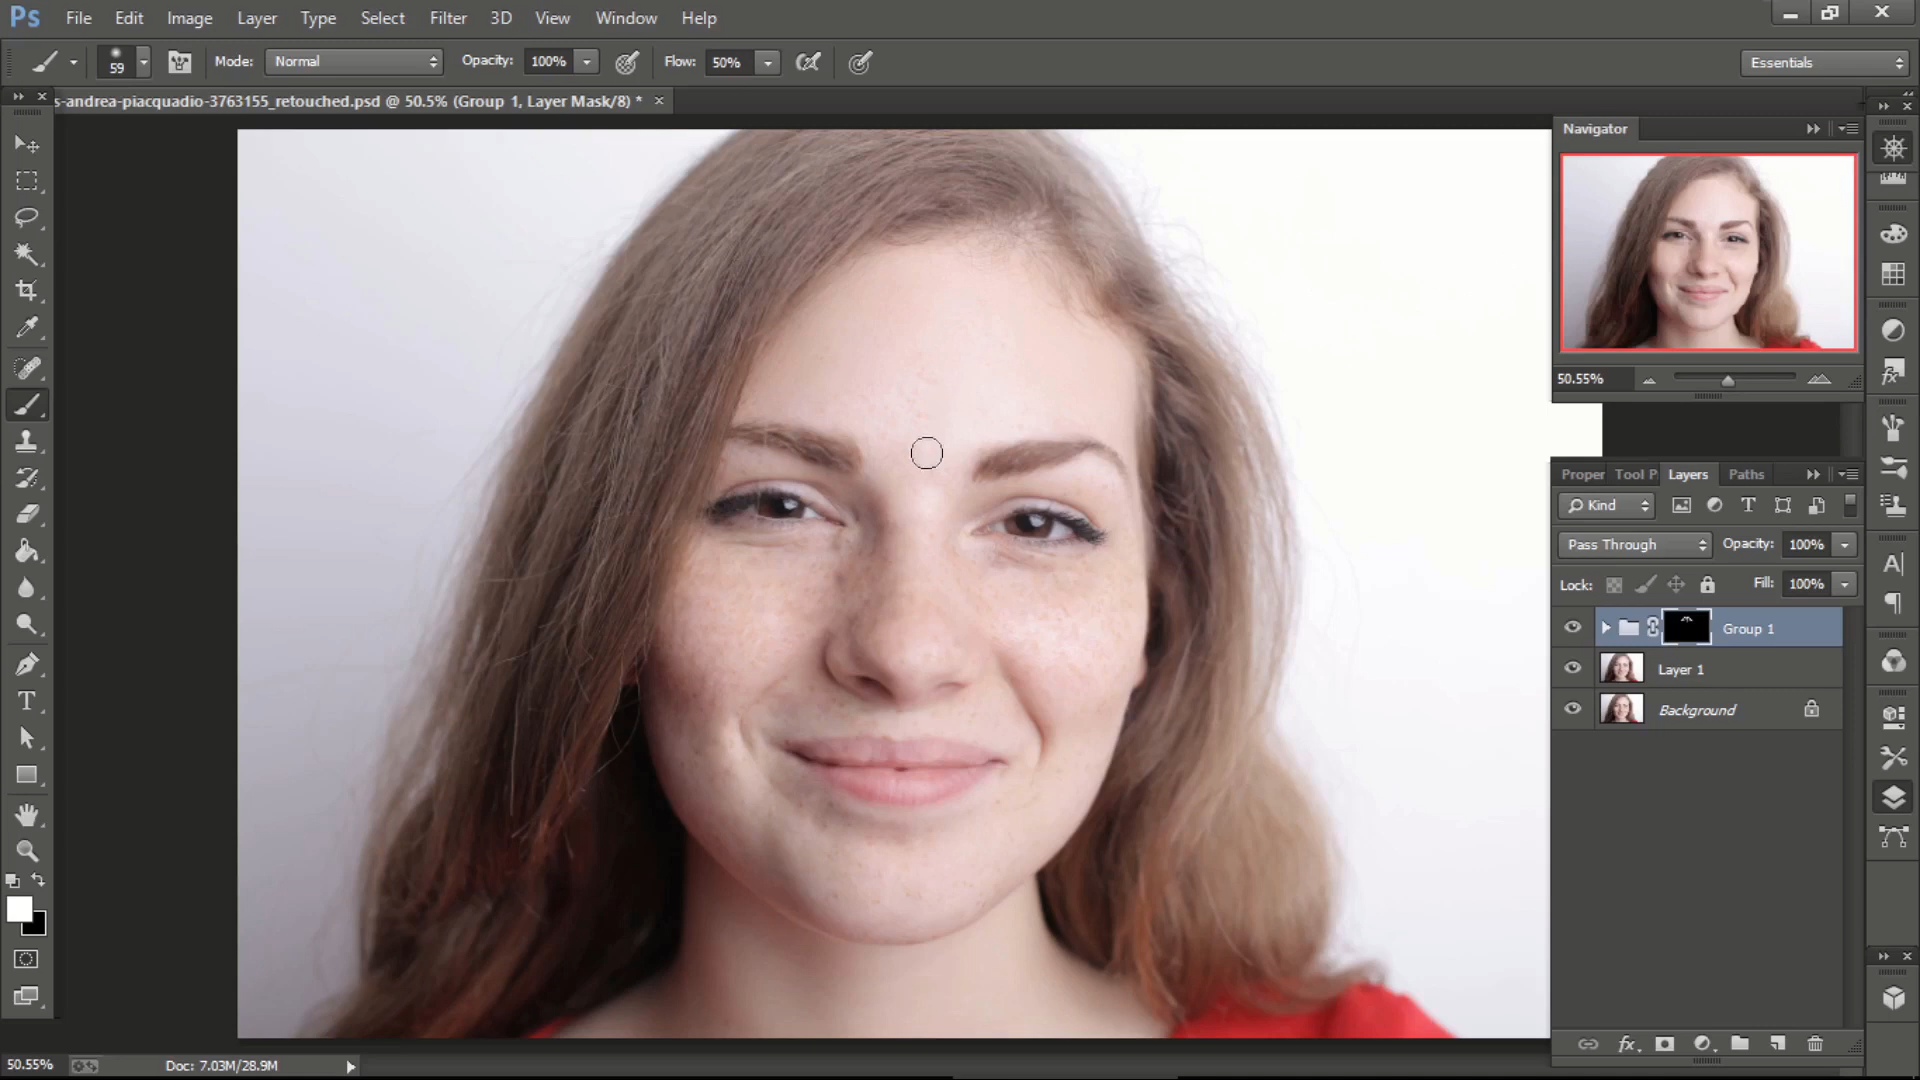 Ps File Edit Image Layer Type Select Filter 3D View Window Help
59 Mode: Normal Opacity: 100% Flow: 50% Essentials
s-andrea-piacquadio-3763155_retouched.psd @ 50.5% (Group 1, Layer Mask/8) *
Navigator
50.55%
Proper Tool P Layers Paths
Kind
Pass Through Opacity: 100%
Lock: Fill: 100%
Group 1
Layer 1
Background
50.55% Doc: 7.03M/28.9M